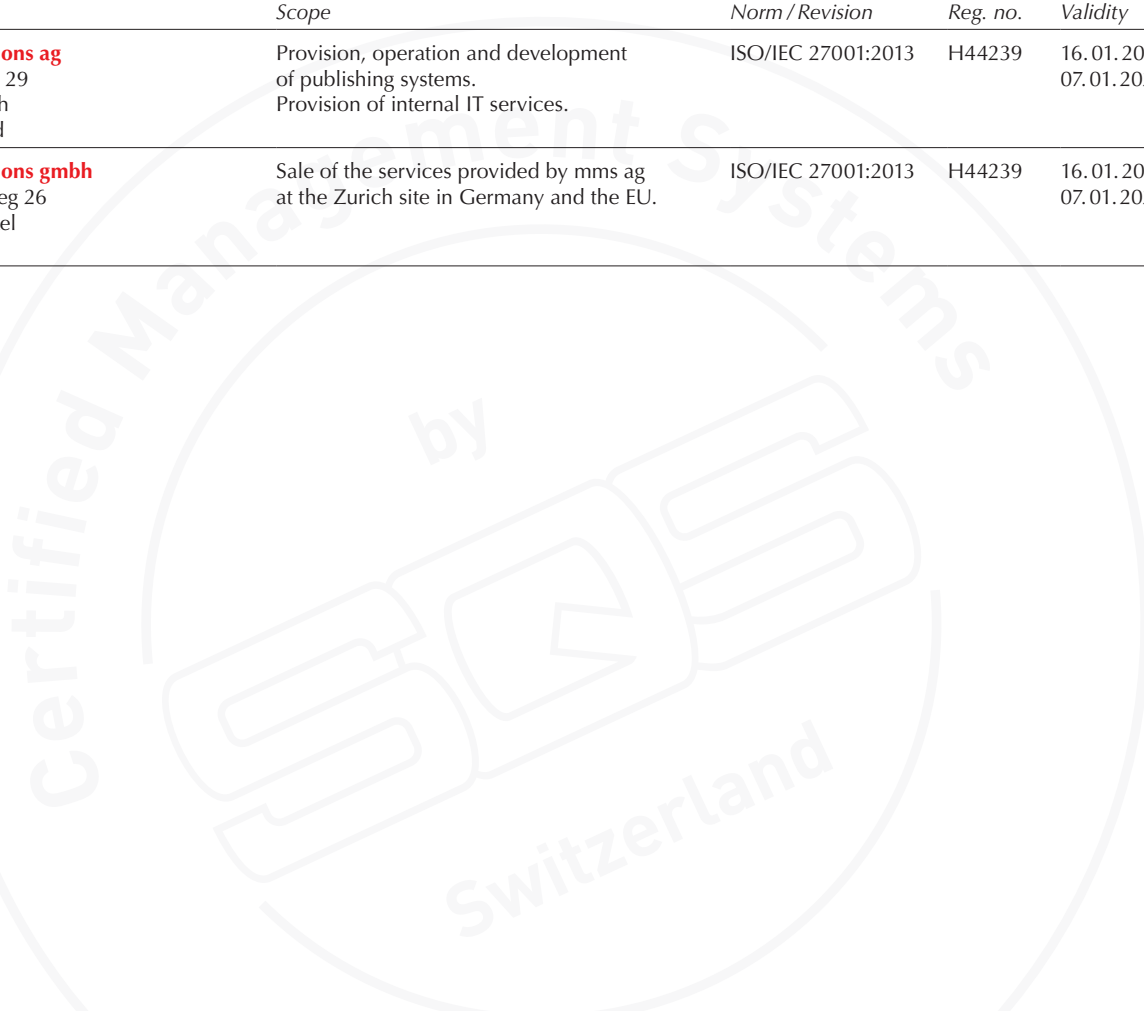 Scope Norm / Revision Reg. no. Validity
ons ag Provision, operation and development ISO/IEC 27001:2013 H44239 16. 01. 20
29 of publishing systems. 07. 01. 20
h Provision of internal IT services.
d
ons gmbh Sale of the services provided by mms ag ISO/IEC 27001:2013 H44239 16. 01. 20
eg 26 at the Zurich site in Germany and the EU. 07. 01. 20
el
Certified Management Systems
by
SQS
Switzerland